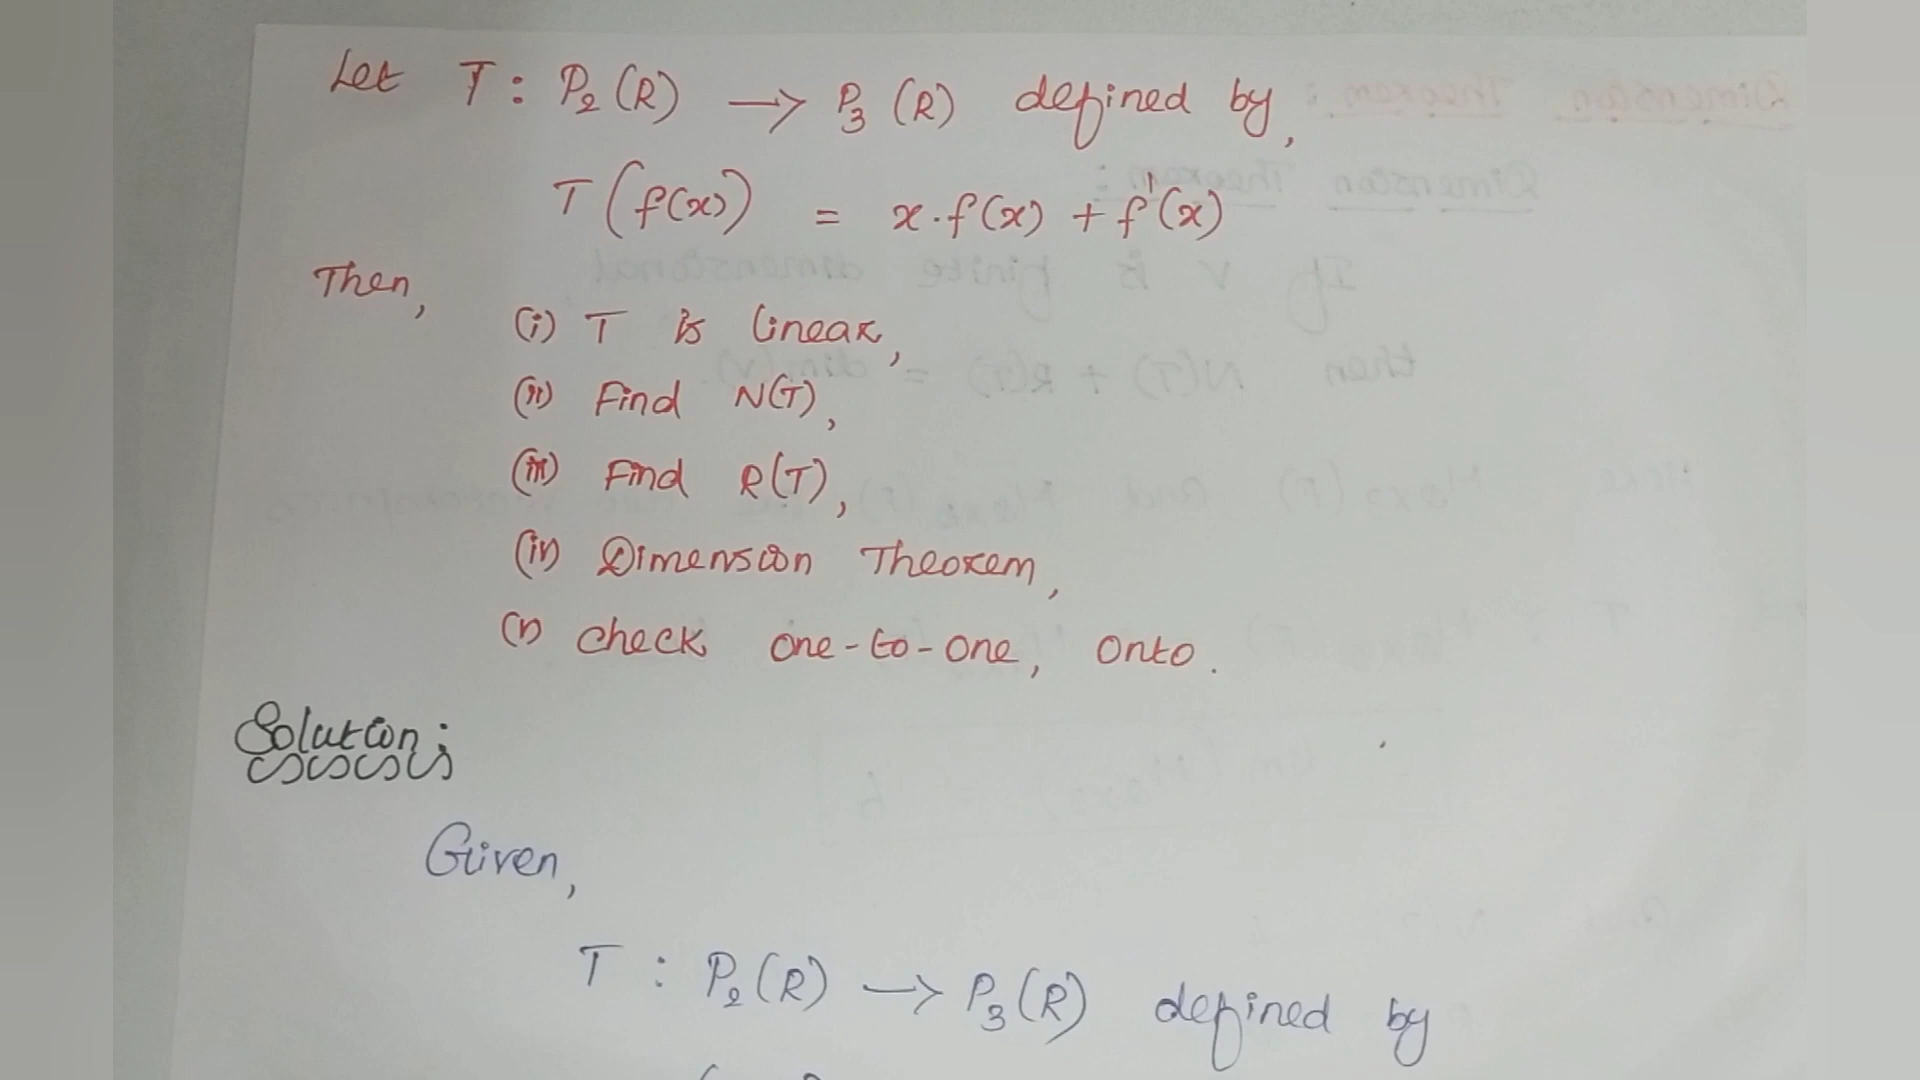 Let T : P₂(R) → P₃(R) defined by,
T(f(x)) = x.f(x) + f'(x)
Then,
(i) T is linear,
(ii) Find N(T),
(iii) Find R(T),
(iv) Dimension Theorem,
(v) check one-to-one, onto.
Solution:
Given,
T : P₂(R) → P₃(R) defined by